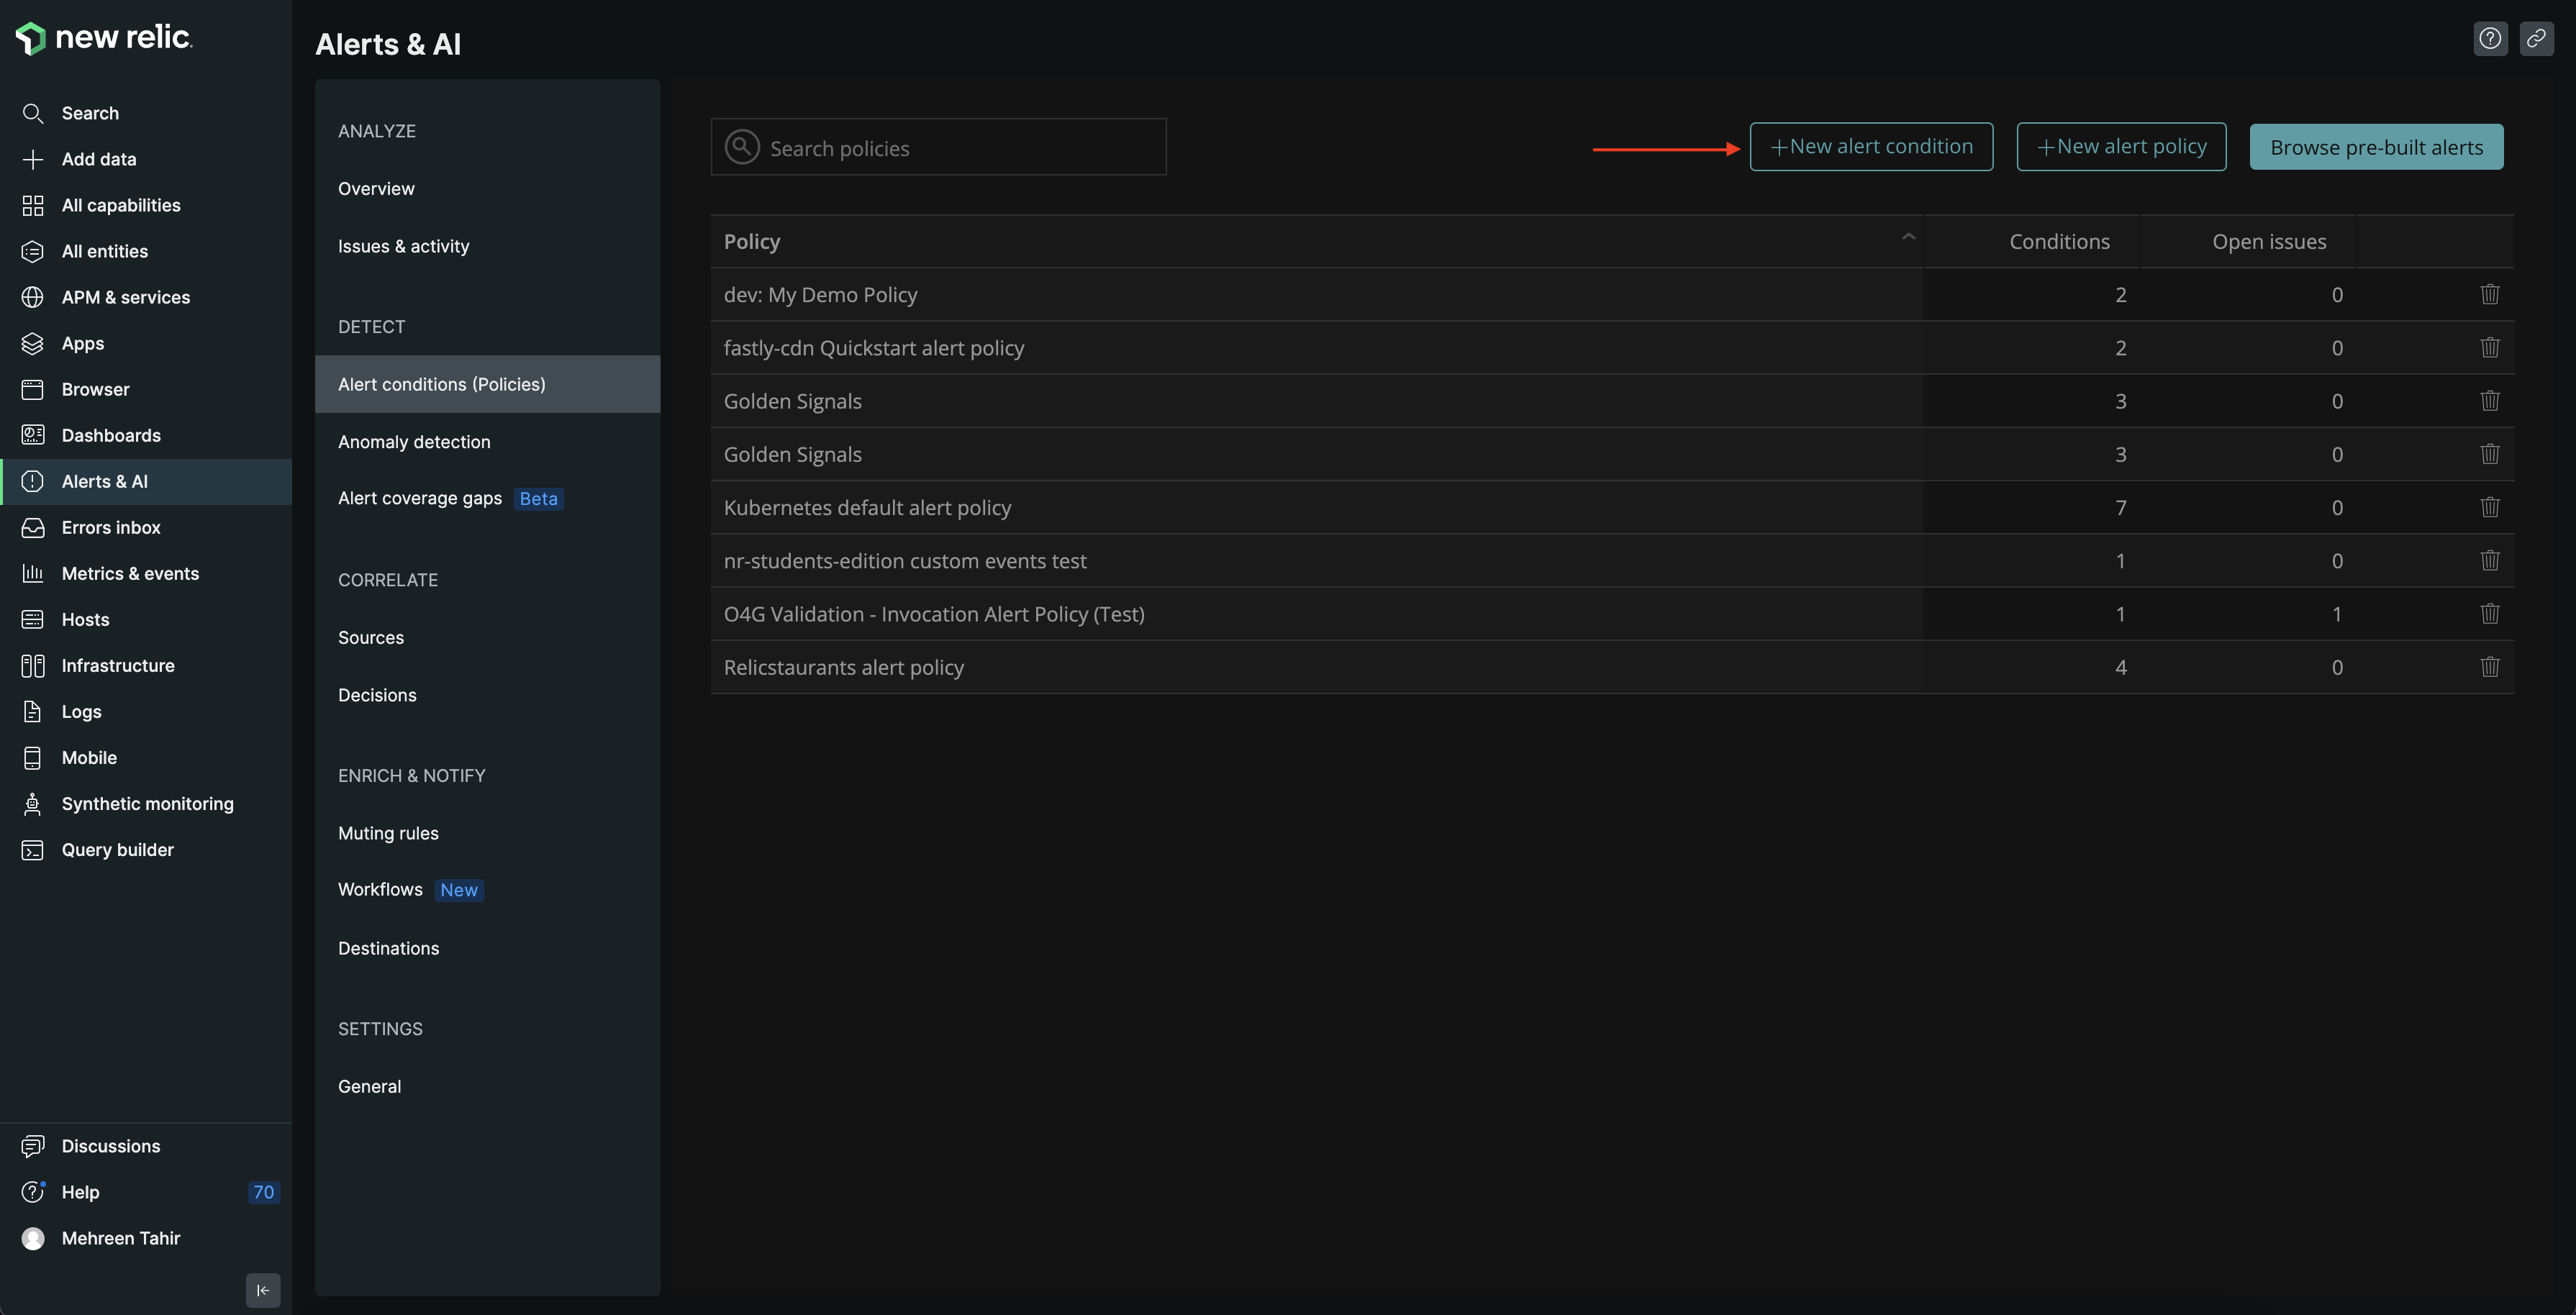 new relic.
Search
Add data
All capabilities
All entities
APM & services
Apps
Browser
Dashboards
Alerts & AI
Errors inbox
Metrics & events
Hosts
Infrastructure
Logs
Mobile
Synthetic monitoring
Query builder
Discussions
Help 70
Mehreen Tahir
Alerts & AI
ANALYZE
Overview
Issues & activity
DETECT
Alert conditions (Policies)
Anomaly detection
Alert coverage gaps Beta
CORRELATE
Sources
Decisions
ENRICH & NOTIFY
Muting rules
Workflows New
Destinations
SETTINGS
General
Search policies
+New alert condition
+New alert policy
Browse pre-built alerts
Policy Conditions Open issues
dev: My Demo Policy 2 0
fastly-cdn Quickstart alert policy 2 0
Golden Signals 3 0
Golden Signals 3 0
Kubernetes default alert policy 7 0
nr-students-edition custom events test 1 0
O4G Validation - Invocation Alert Policy (Test) 1 1
Relicstaurants alert policy 4 0